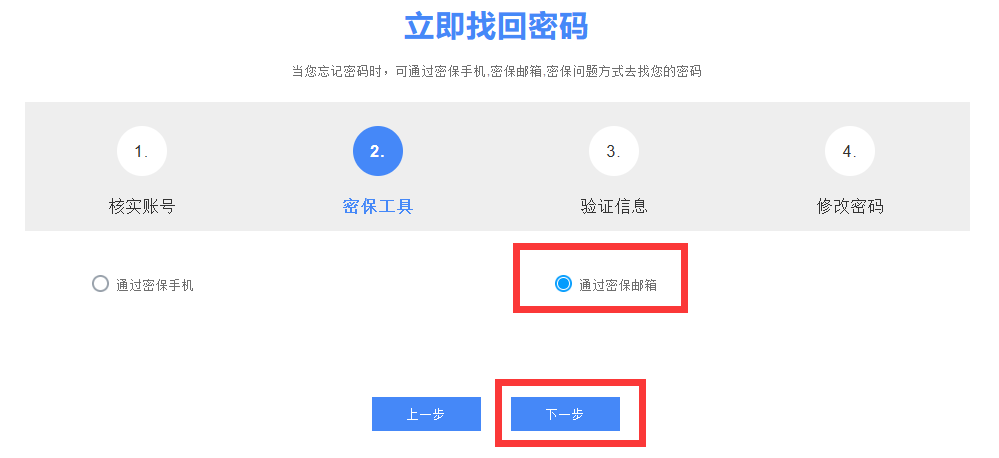 立即找回密码
当您忘记密码时，可通过密保手机,密保邮箱,密保问题方式去找您的密码
1. 2. 3. 4.
核实账号 密保工具 验证信息 修改密码
通过密保手机 通过密保邮箱
上一步 下一步